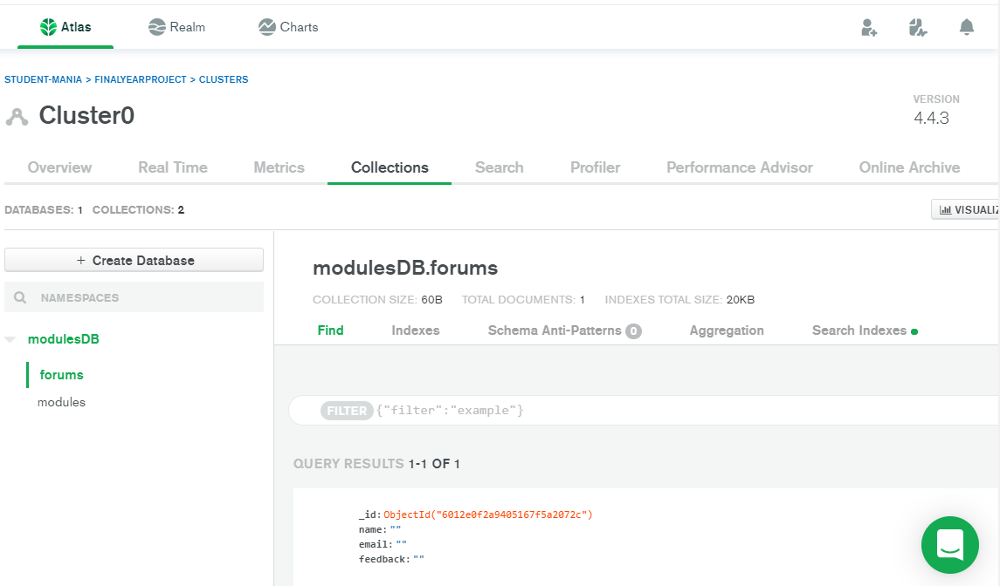 Atlas Realm Charts
STUDENT-MANIA > FINALYEARPROJECT > CLUSTERS
Cluster0
VERSION
4.4.3
Overview Real Time Metrics Collections Search Profiler Performance Advisor Online Archive
DATABASES: 1 COLLECTIONS: 2
VISUALIZ
+ Create Database
NAMESPACES
modulesDB
forums
modules
modulesDB.forums
COLLECTION SIZE: 60B TOTAL DOCUMENTS: 1 INDEXES TOTAL SIZE: 20KB
Find Indexes Schema Anti-Patterns 0 Aggregation Search Indexes
FILTER {"filter":"example"}
QUERY RESULTS 1-1 OF 1
_id: ObjectId("6012e0f2a9405167f5a2072c")
name: ""
email: ""
feedback: ""